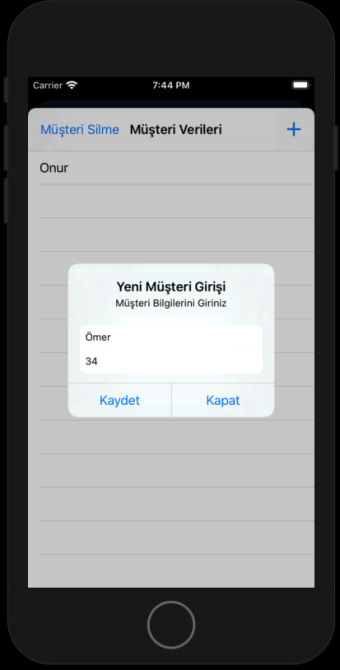 Carrier 7:44 PM
Müşteri Silme Müşteri Verileri +
Onur
Yeni Müşteri Girişi
Müşteri Bilgilerini Giriniz
Ömer
34
Kaydet Kapat